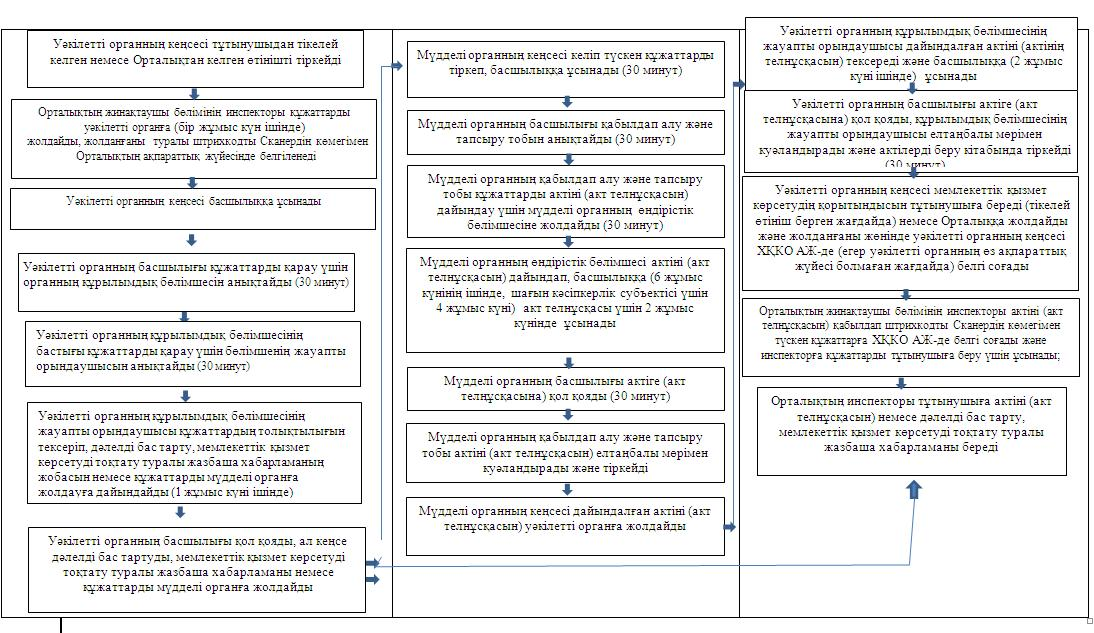 Уәкілетті органның кеңсесі тұтынушыдан тікелей
келген немесе Орталықтан келген өтінішті тіркейді
Орталықтың жинақтаушы бөлімінін инспекторы құжаттарды
уәкілетті органға (бір жұмыс күн ішінде)
жолдайды, жолданғаны туралы штрихкодты Сканердін көмегімен
Орталықтын ақпараттық жүйесінде белгіленеді
Уәкілетті органның кеңсесі басшылыққа ұсынады
Уәкілетті органның басшылығы құжаттарды қарау үшін
органның құрылымдық бөлімшесін анықтайды (30 минут)
Уәкілетті органның құрылымдық бөлімшесінің
бастығы құжаттарды қарау үшін бөлімшенің жауапты
орындаушысын анықтайды (30 минут)
Уәкілетті органның құрылымдық бөлімшесінің
жауапты орындаушысы құжаттардың толықтылығын
тексеріп, дәлелді бас тарту, мемлекеттік қызмет
көрсетуді тоқтату туралы жазбаша хабарламаның
жобасын немесе құжаттарды мүдделі органға
жолдауға дайындайды (1 жұмыс күні ішінде)
Уәкілетті органның басшылығы қол қояды, ал кеңсе
дәлелді бас тартуды, мемлекеттік қызмет көрсетуді
тоқтату туралы жазбаша хабарламаны немесе
құжаттарды мүдделі органға жолдайды
Мүдделі органның кеңсесі келіп түскен құжаттарды
тіркеп, басшылыққа ұсынады (30 минут)
Мүдделі органның басшылығы қабылдап алу және
тапсыру тобын анықтайды (30 минут)
Мүдделі органның қабылдап алу және тапсыру
тобы құжаттарды актіні (акт телнұсқасын)
дайындау үшін мүдделі органның өндірістік
бөлімшесіне жолдайды (30 минут)
Мүдделі органның өндірістік бөлімшесі актіні (акт
телнұсқасын) дайындап, басшылыққа (6 жұмыс
күнінің ішінде, шағын кәсіпкерлік субъектісі үшін
4 жұмыс күні) акт телнұсқасы үшін 2 жұмыс
күнінде ұсынады
Мүдделі органның басшылығы актіге (акт
телнұсқасына) қол қояды (30 минут)
Мүдделі органның қабылдап алу және тапсыру
тобы актіні (акт телнұсқасын) елтаңбалы мөрімен
куәландырады және тіркейді
Мүдделі органның кеңсесі дайындалған актіні (акт
телнұсқасын) уәкілетті органға жолдайды
Уәкілетті органның құрылымдық бөлімшесінің
жауапты орындаушысы дайындалған актіні (актінің
телнұсқасын) тексереді және басшылыққа (2 жұмыс
күні ішінде) ұсынады
Уәкілетті органның басшылығы актіге (акт
телнұсқасына) қол қояды, құрылымдық бөлімшесінің
жауапты орындаушысы елтаңбалы мөрімен
куәландырады және актілерді беру кітабында тіркейді
(30 минут)
Уәкілетті органның кеңсесі мемлекеттік қызмет
көрсетудің қорытындысын тұтынушыға береді (тікелей
өтініш берген жағдайда) немесе Орталыққа жолдайды
және жолданғаны жөнінде уәкілетті органның кеңсесі
ХҚКО АЖ-де (егер уәкілетті органның өз ақпараттық
жүйесі болмаған жағдайда) белгі соғады
Орталықтың жинақтаушы бөлімінін инспекторы актіні (акт
телнұсқасын) қабылдап штрихкодты Сканердің көмегімен
түскен құжаттарға ХҚКО АЖ-де белгі соғады және
инспекторға құжаттарды тұтынушыға беру үшін ұсынады;
Орталықтың инспекторы тұтынушыға актіні (акт
телнұсқасын) немесе дәлелді бас тарту,
мемлекеттік қызмет көрсетуді тоқтату туралы
жазбаша хабарламаны береді